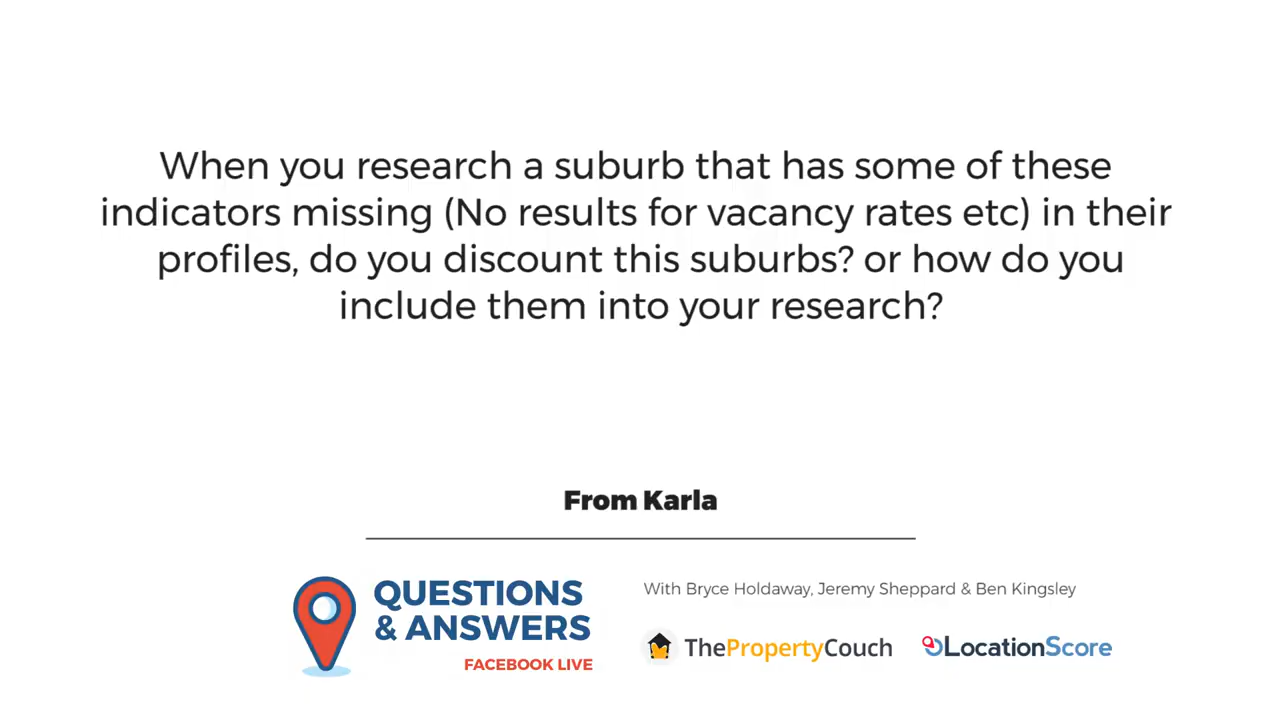 When you research a suburb that has some of these
indicators missing (No results for vacancy rates etc) in their
profiles, do you discount this suburbs? or how do you
include them into your research?
From Karla
QUESTIONS
& ANSWERS
FACEBOOK LIVE
With Bryce Holdaway, Jeremy Sheppard & Ben Kingsley
ThePropertyCouch
LocationScore